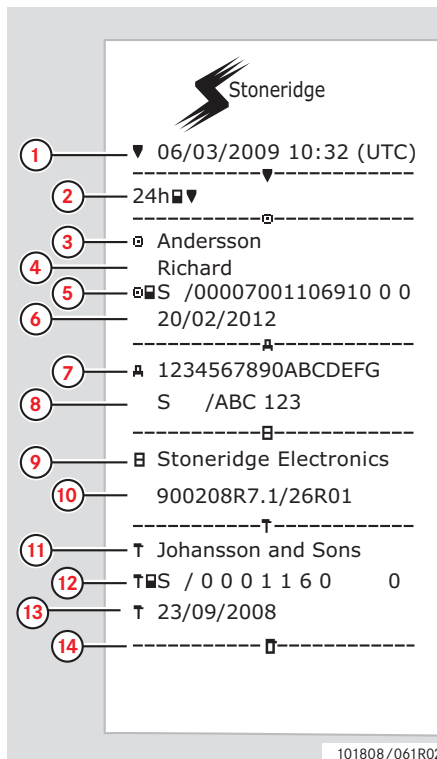 Stoneridge
1 06/03/2009 10:32 (UTC)
2 24h
3 Andersson
4 Richard
5 S /00007001106910 0 0
6 20/02/2012
7 1234567890ABCDEFG
8 S /ABC 123
9 Stoneridge Electronics
10 900208R7.1/26R01
11 Johansson and Sons
12 S / 0 0 0 1 1 6 0 0
13 23/09/2008
14
101808/061R02